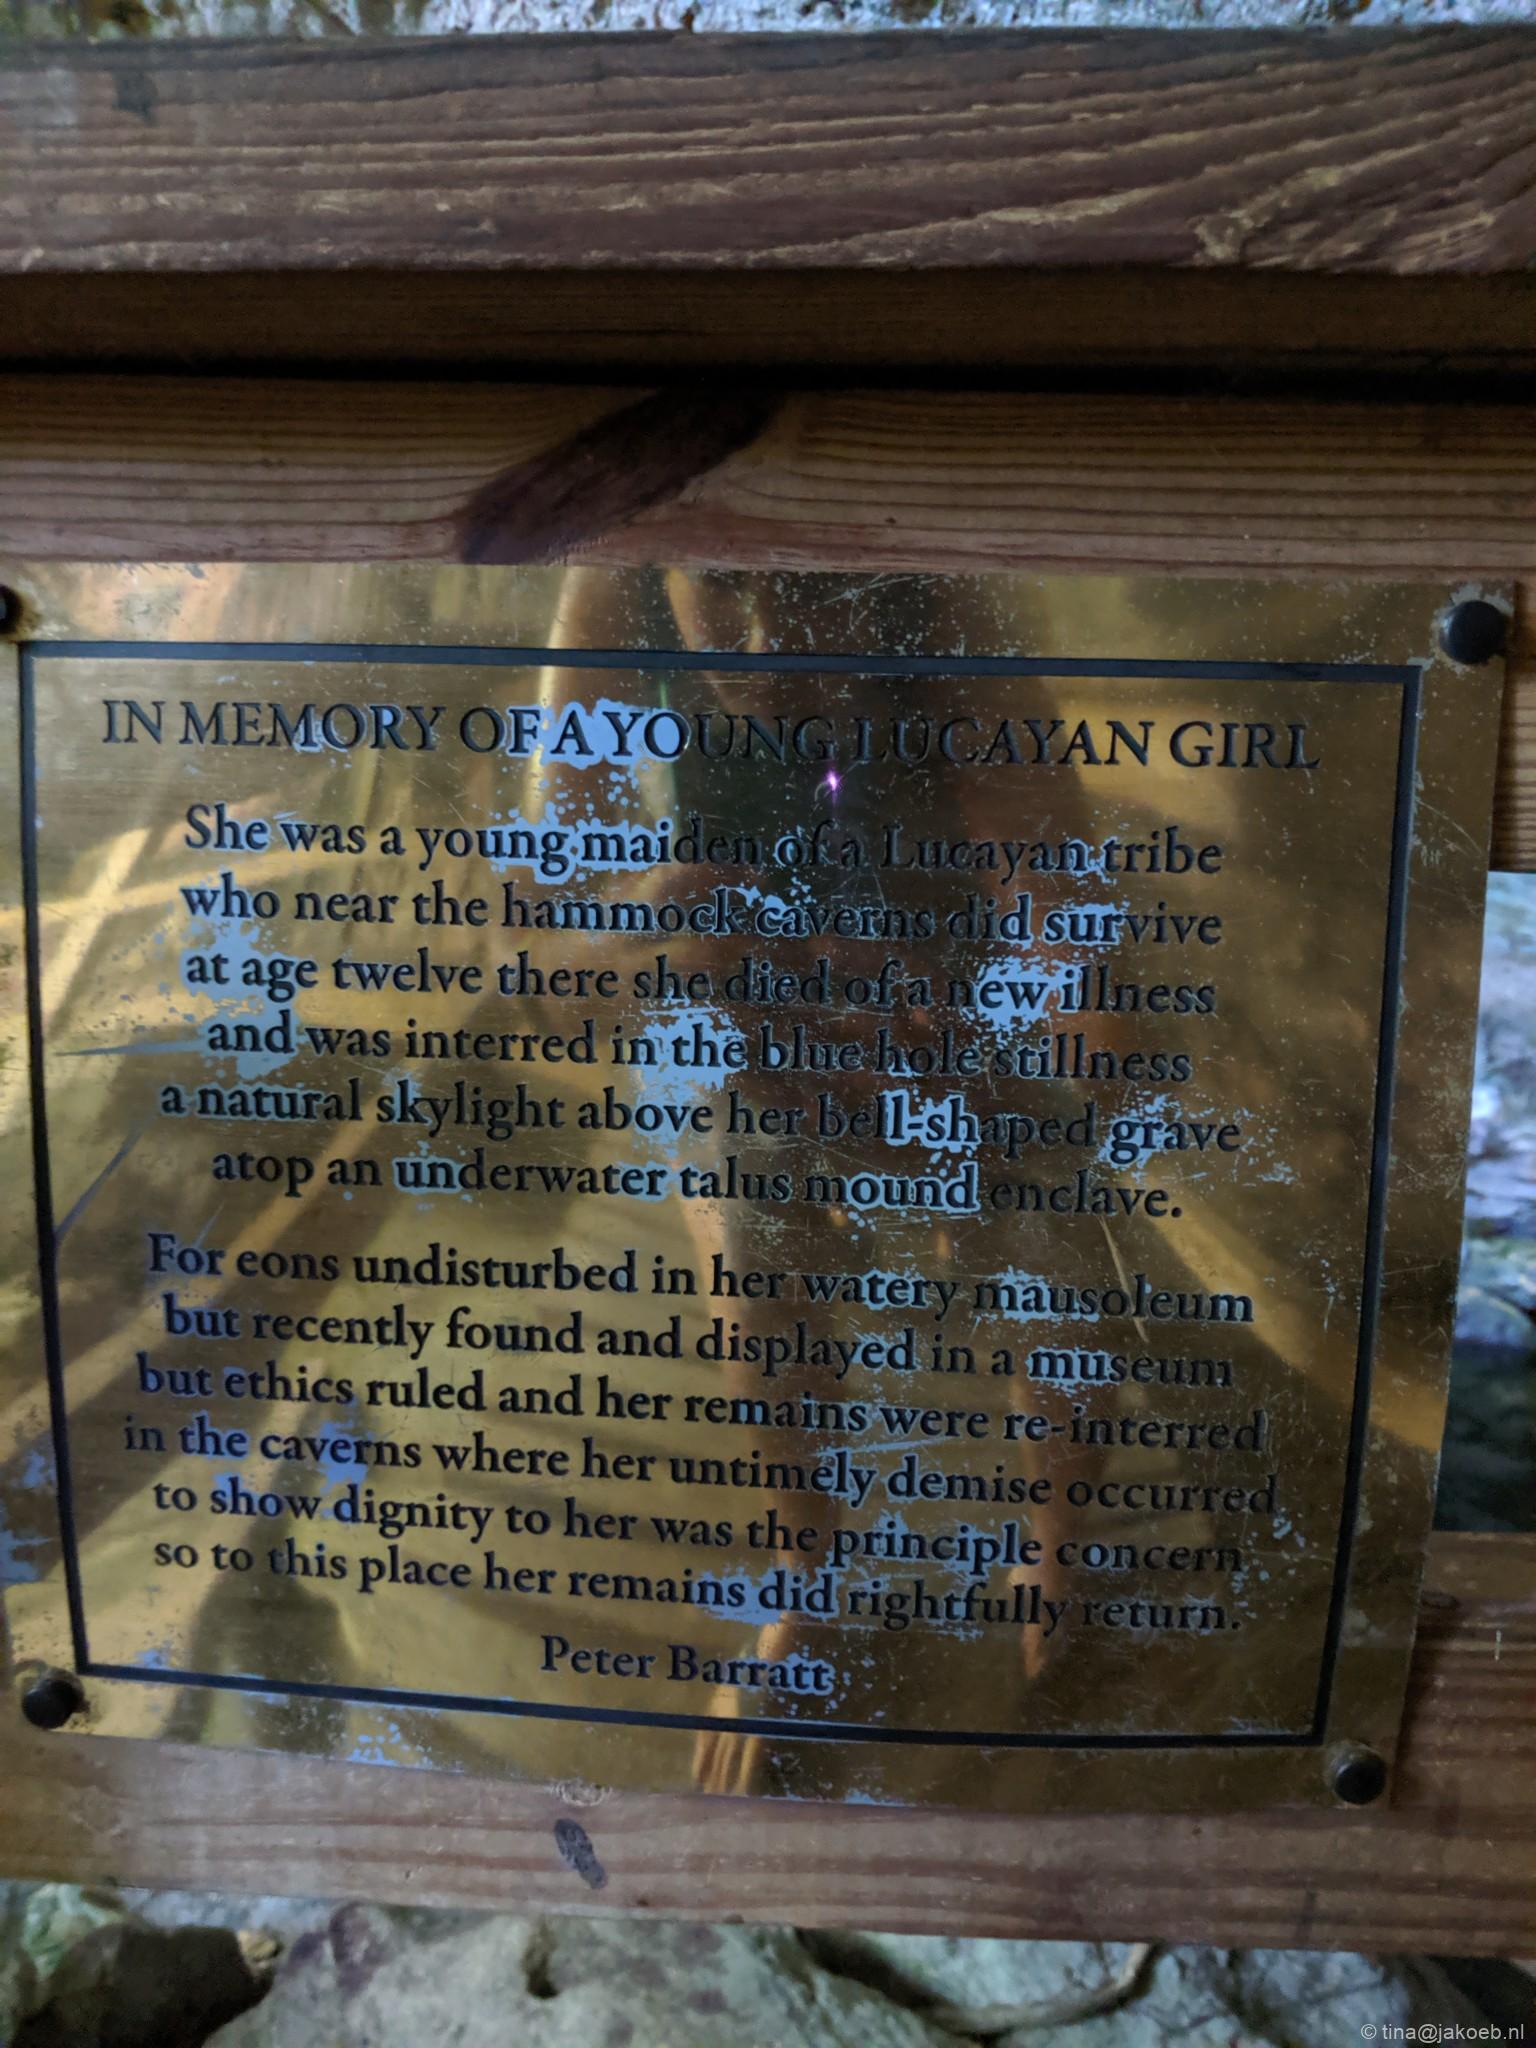 IN MEMORY OF A YOUNG LUCAYAN GIRL
She was a young maiden of a Lucayan tribe
who near the hammock caverns did survive
at age twelve there she died of a new illness
and was interred in the blue hole stillness
a natural skylight above her bell-shaped grave
atop an underwater talus mound enclave.
For eons undisturbed in her watery mausoleum
but recently found and displayed in a museum
but ethics ruled and her remains were re-interred
in the caverns where her untimely demise occurred
to show dignity to her was the principle concern
so to this place her remains did rightfully return.
Peter Barratt
© tina@jakoeb.nl